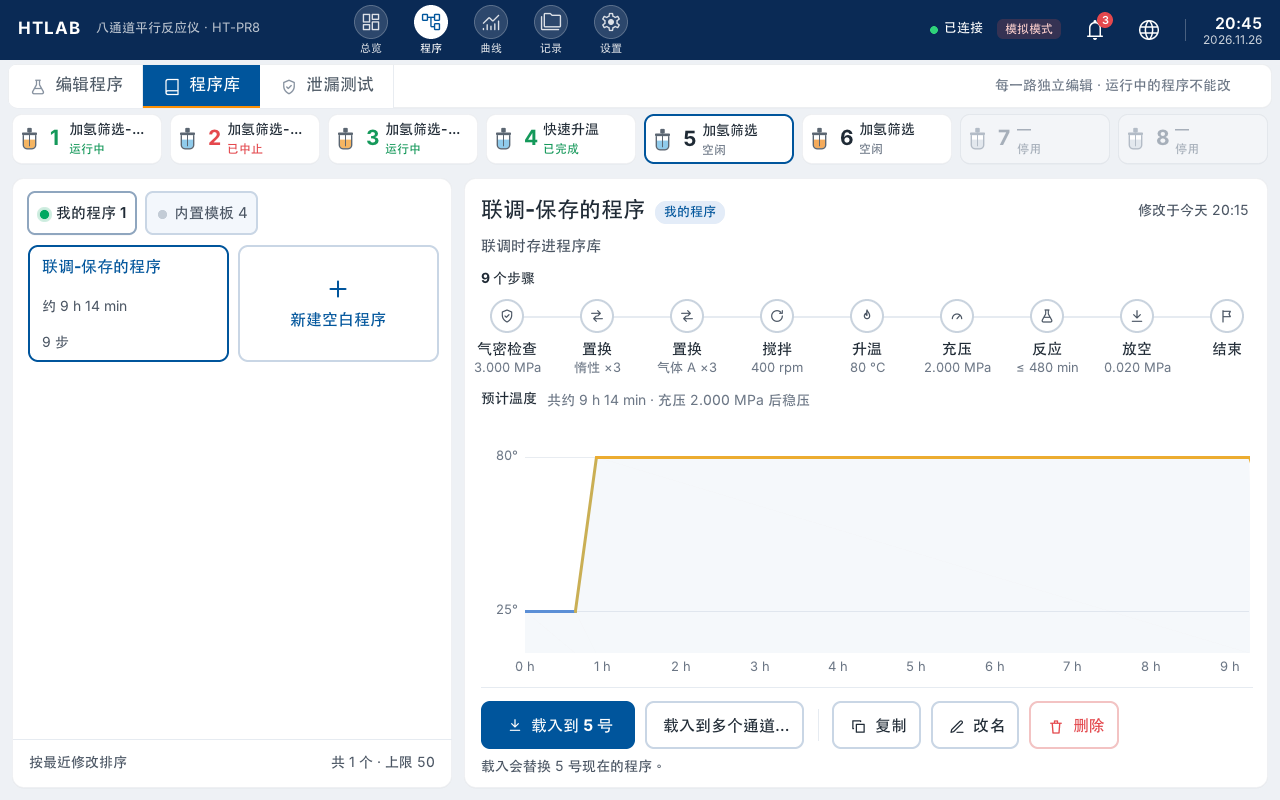 HTLAB 八通道平行反应仪 · HT-PR8
总览 程序 曲线 记录 设置
已连接 模拟模式 3 20:45
2026.11.26
编辑程序 程序库 泄漏测试 每一路独立编辑 · 运行中的程序不能改
1 加氢筛选-... 运行中
2 加氢筛选-... 已中止
3 加氢筛选-... 运行中
4 快速升温 已完成
5 加氢筛选 空闲
6 加氢筛选 空闲
7 — 停用
8 — 停用
我的程序 1 内置模板 4
联调-保存的程序
约 9 h 14 min
9 步
新建空白程序
按最近修改排序 共 1 个 · 上限 50
联调-保存的程序 我的程序 修改于今天 20:15
联调时存进程序库
9 个步骤
气密检查 置换 置换 搅拌 升温 充压 反应 放空 结束
3.000 MPa 惰性 ×3 气体 A ×3 400 rpm 80 °C 2.000 MPa ≤ 480 min 0.020 MPa
预计温度 共约 9 h 14 min · 充压 2.000 MPa 后稳压
80°
25°
0 h 1 h 2 h 3 h 4 h 5 h 6 h 7 h 8 h 9 h
载入到 5 号 载入到多个通道... 复制 改名 删除
载入会替换 5 号现在的程序。